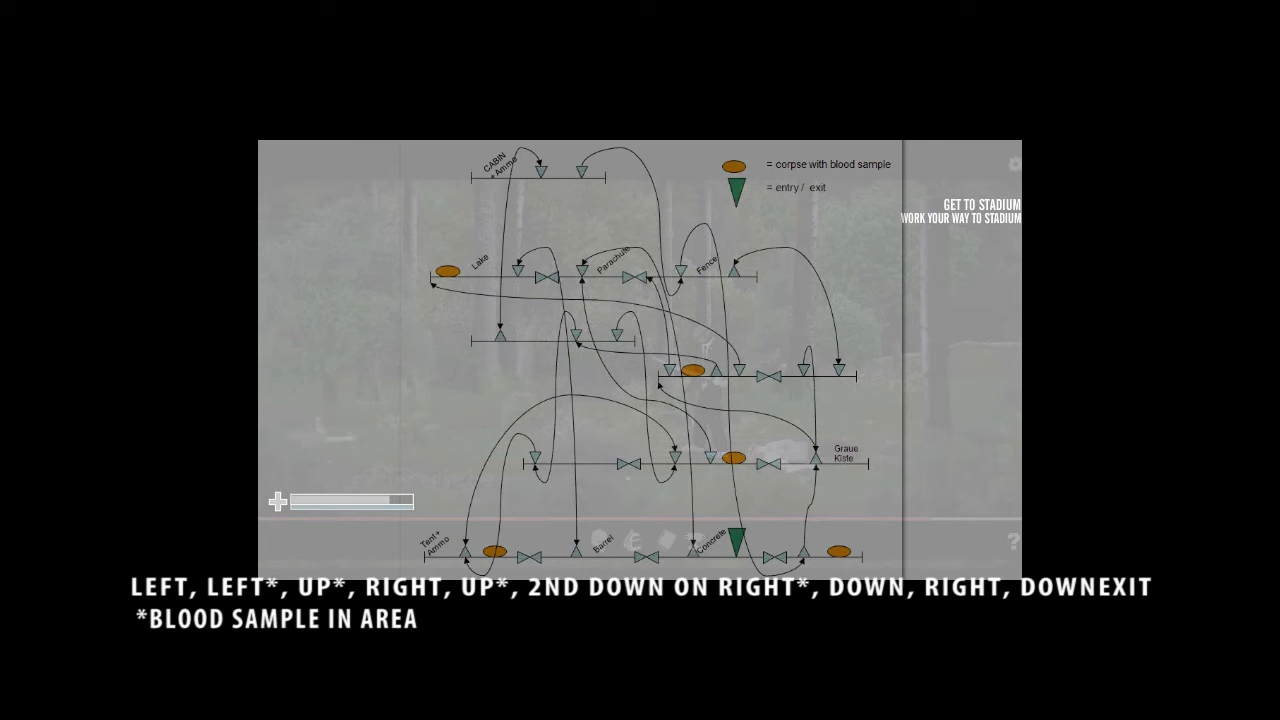 CABIN
+ Ammo
= corpse with blood sample
= entry / exit
GET TO STADIUM
WORK YOUR WAY TO STADIUM
Lake
Parachute
Fence
Graue
Kiste
Tent+
Ammo
Barrel
Concrete
?
LEFT, LEFT*, UP*, RIGHT, UP*, 2ND DOWN ON RIGHT*, DOWN, RIGHT, DOWNEXIT
*BLOOD SAMPLE IN AREA